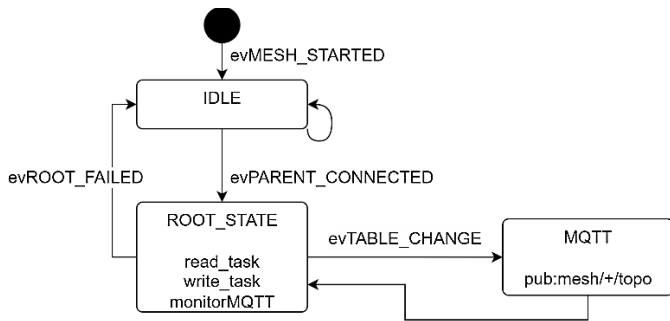 evMESH_STARTED
IDLE
evROOT_FAILED
evPARENT_CONNECTED
ROOT_STATE
read_task
write_task
monitorMQTT
evTABLE_CHANGE
MQTT
pub:mesh/+/topo